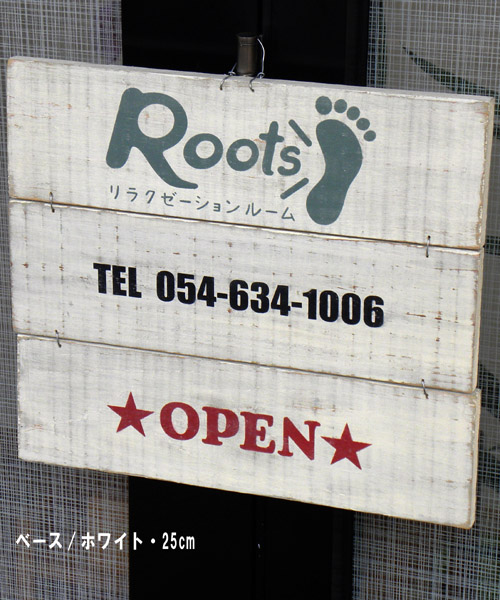 Roots
リラクゼーションルーム
TEL 054-634-1006
★OPEN★
ベース/ホワイト・25cm